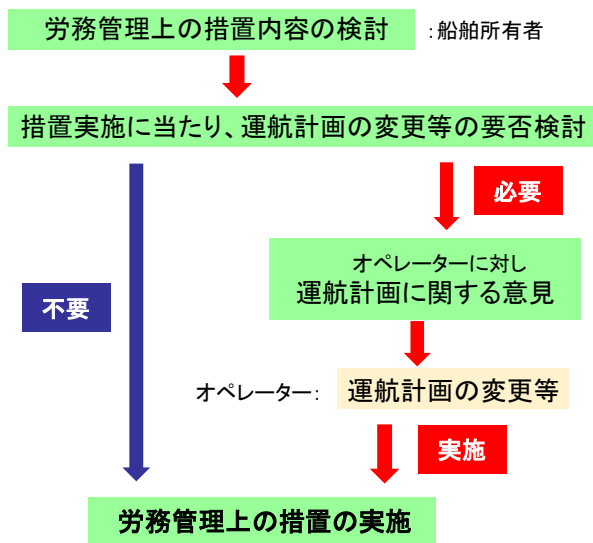 労務管理上の措置内容の検討 :船舶所有者
措置実施に当たり、運航計画の変更等の要否検討
必要
オペレーターに対し
運航計画に関する意見
不要
オペレーター: 運航計画の変更等
実施
労務管理上の措置の実施